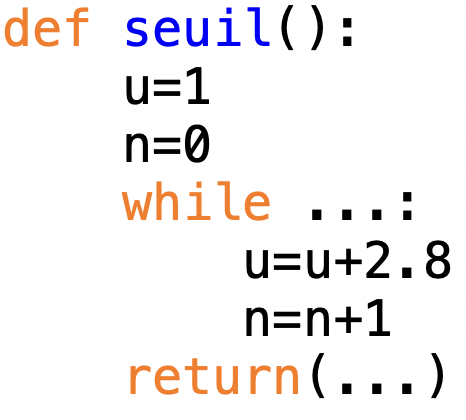 def seuil():
    u=1
    n=0
    while ...:
        u=u+2.8
        n=n+1
    return(...)